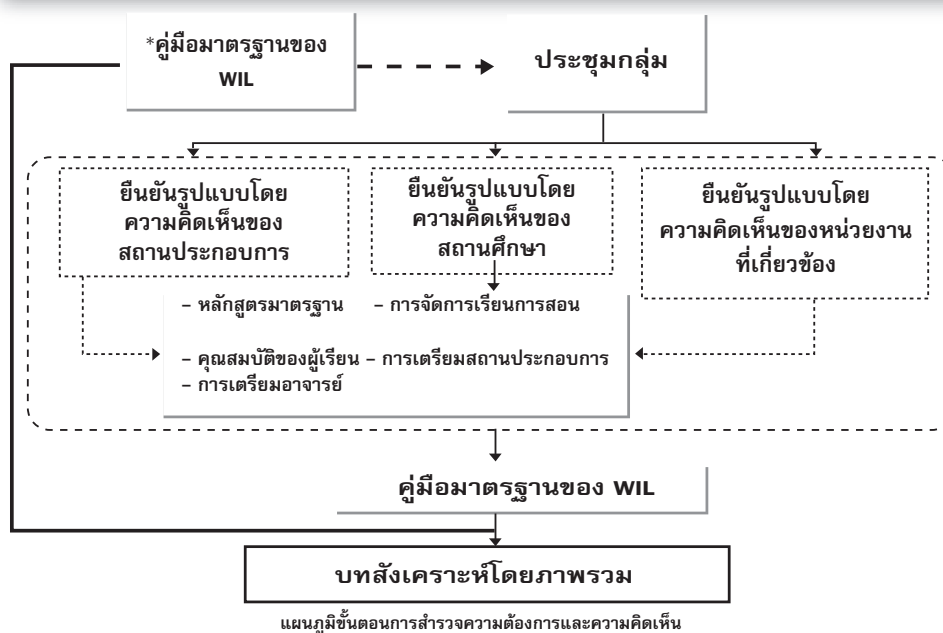 *คู่มือมาตรฐานของ
WIL
ประชุมกลุ่ม
ยืนยันรูปแบบโดย
ความคิดเห็นของ
สถานประกอบการ
ยืนยันรูปแบบโดย
ความคิดเห็นของ
สถานศึกษา
ยืนยันรูปแบบโดย
ความคิดเห็นของหน่วยงาน
ที่เกี่ยวข้อง
– หลักสูตรมาตรฐาน – การจัดการเรียนการสอน
– คุณสมบัติของผู้เรียน – การเตรียมสถานประกอบการ
– การเตรียมอาจารย์
คู่มือมาตรฐานของ WIL
บทสังเคราะห์โดยภาพรวม
แผนภูมิขั้นตอนการสำรวจความต้องการและความคิดเห็น